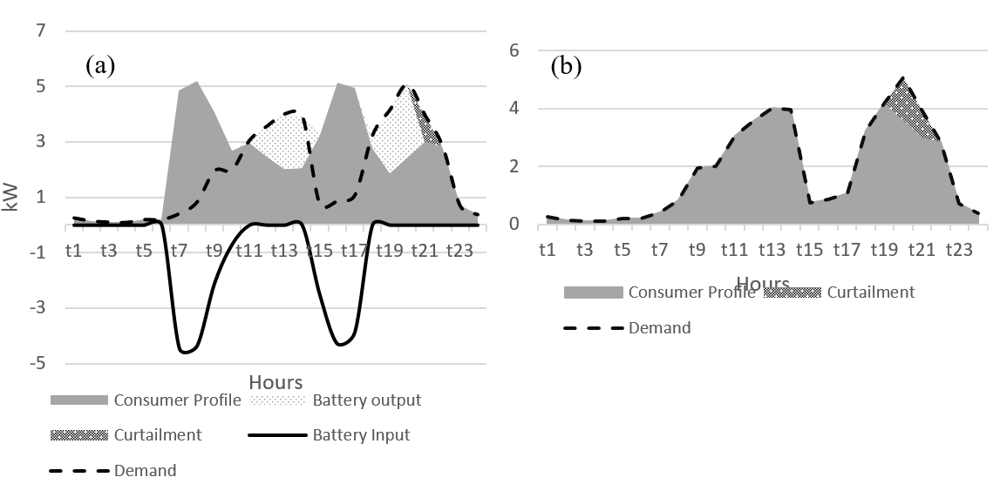 7
(a)
5
3
1
kW
t1 t3 t5 t7 t9 t11 t13 t15 t17 t19 t21 t23
-1
-3
-5
Hours
Consumer Profile Battery output
Curtailment Battery Input
Demand
6
(b)
4
2
0
t1 t3 t5 t7 t9 t11 t13 t15 t17 t19 t21 t23
Hours
Consumer Profile Curtailment
Demand